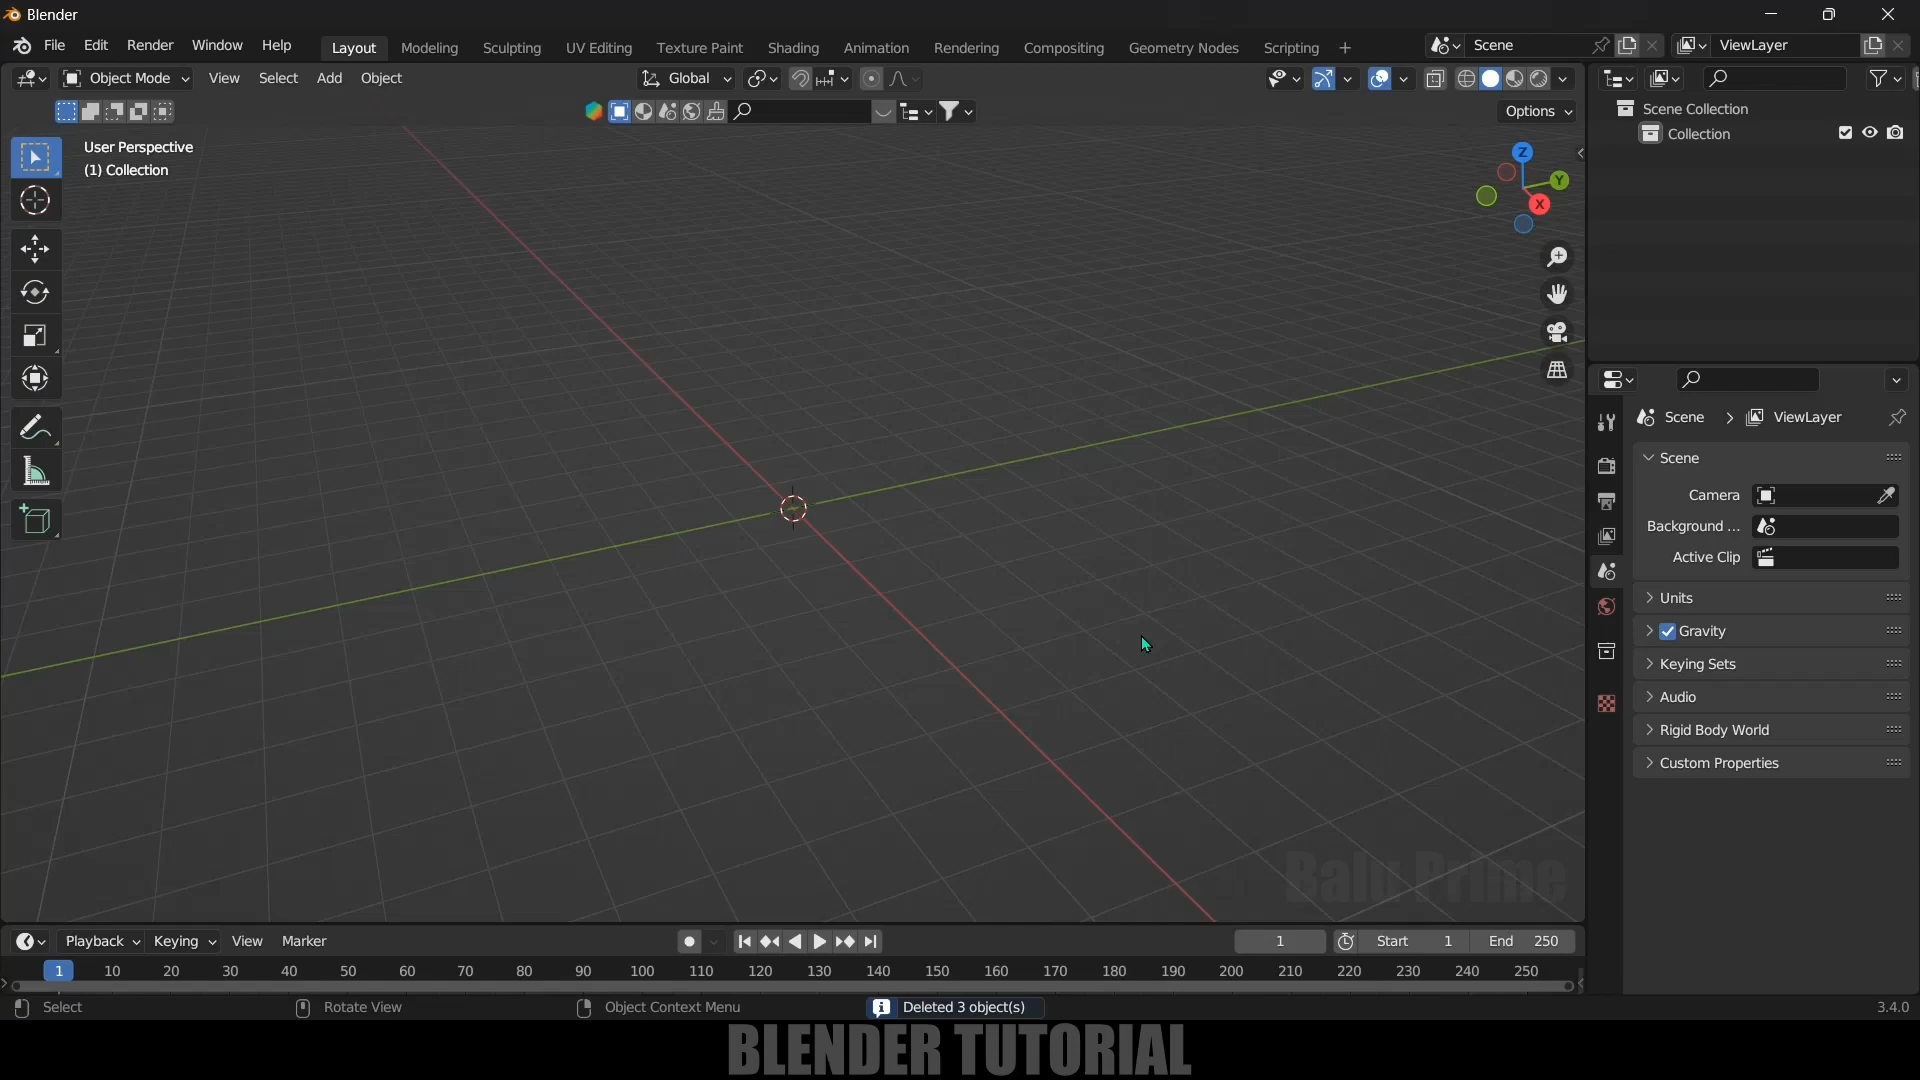 Blender
File Edit Render Window Help Layout Modeling Sculpting UV Editing Texture Paint Shading Animation Rendering Compositing Geometry Nodes Scripting + Scene ViewLayer
Object Mode View Select Add Object Global
Options
User Perspective
(1) Collection
Z
Y
X
Scene Collection
Collection
Scene > ViewLayer
Scene
Camera
Background ...
Active Clip
Units
Gravity
Keying Sets
Audio
Rigid Body World
Custom Properties
Balu Prime
Playback Keying View Marker 1 Start 1 End 250
1 10 20 30 40 50 60 70 80 90 100 110 120 130 140 150 160 170 180 190 200 210 220 230 240 250
Select Rotate View Object Context Menu Deleted 3 object(s) 3.4.0
BLENDER TUTORIAL